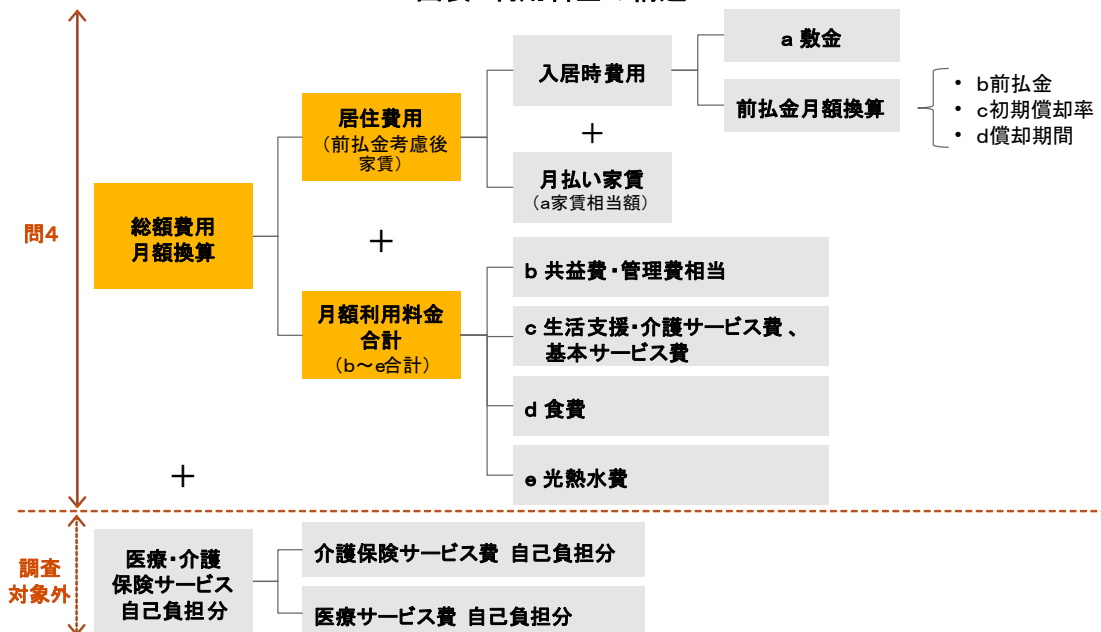 問4
総額費用
月額換算
居住費用
（前払金考慮後
家賃）
入居時費用
a 敷金
前払金月額換算
• b前払金
• c初期償却率
• d償却期間
＋
月払い家賃
（a家賃相当額）
＋
月額利用料金
合計
（b～e合計）
b 共益費・管理費相当
c 生活支援・介護サービス費 、
基本サービス費
d 食費
e 光熱水費
＋
調査
対象外
医療・介護
保険サービス
自己負担分
介護保険サービス費 自己負担分
医療サービス費 自己負担分